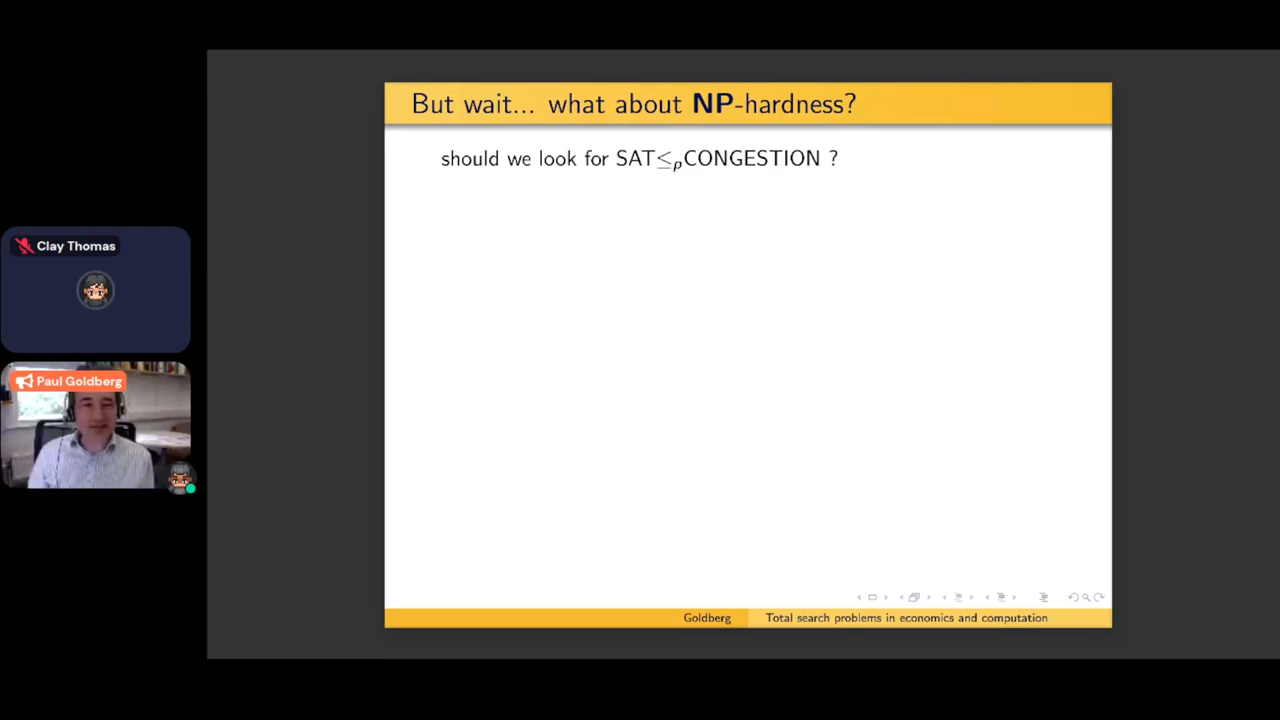 But wait... what about NP-hardness?
should we look for SAT≤pCONGESTION ?
Clay Thomas
Paul Goldberg
Goldberg
Total search problems in economics and computation